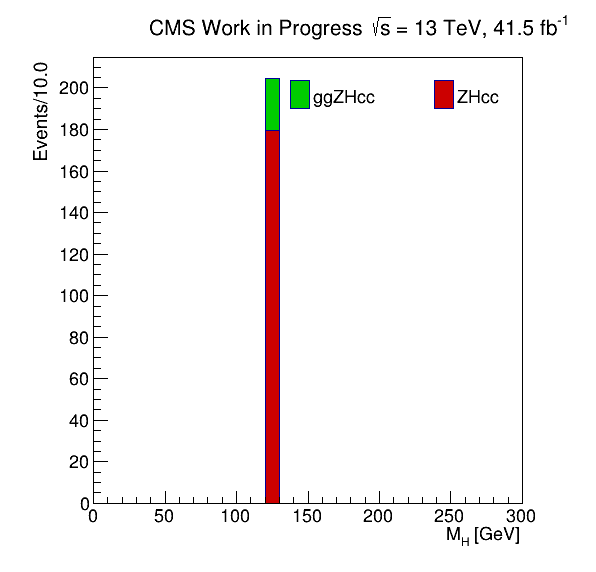 CMS Work in Progress √s = 13 TeV, 41.5 fb⁻¹
Events/10.0
ggZHcc
ZHcc
200
180
160
140
120
100
80
60
40
20
0
0 50 100 150 200 250 300
M_H [GeV]